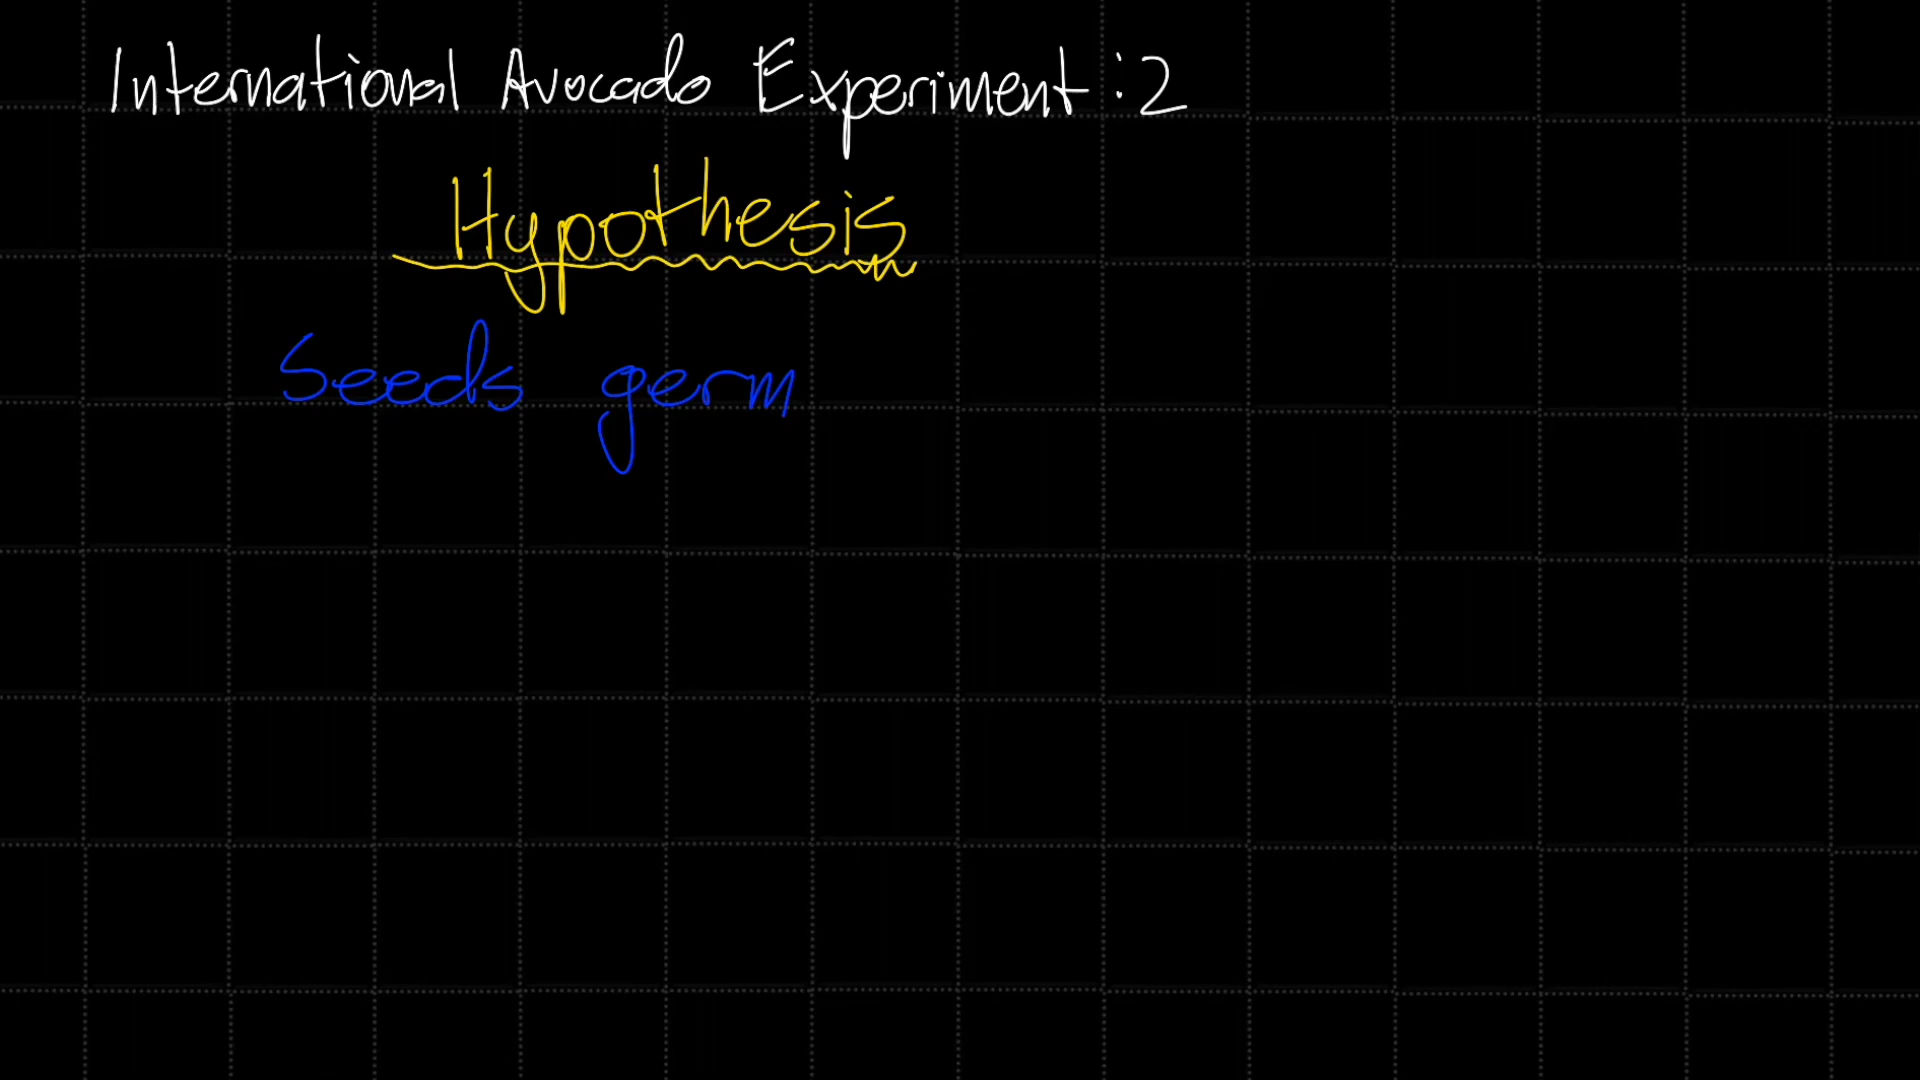 International Avocado Experiment :2
Hypothesis
Seeds germ